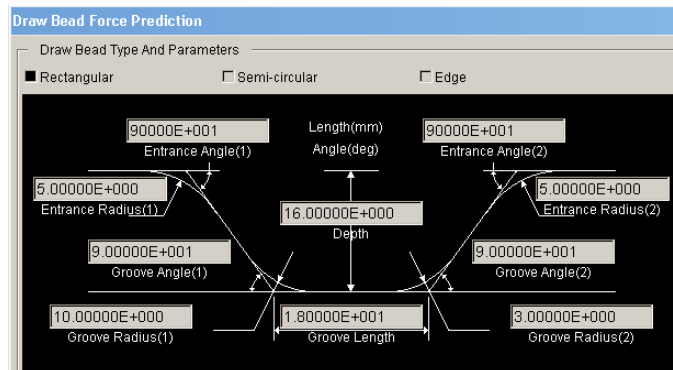 Draw Bead Force Prediction
Draw Bead Type And Parameters
Rectangular Semi-circular Edge
90000E+001 Length(mm) 90000E+001
Entrance Angle(1) Angle(deg) Entrance Angle(2)
5.00000E+000 5.00000E+000
Entrance Radius(1) 16.00000E+000 Entrance Radius(2)
Depth
9.00000E+001 9.00000E+001
Groove Angle(1) Groove Angle(2)
10.00000E+000 1.80000E+001 3.00000E+000
Groove Radius(1) Groove Length Groove Radius(2)